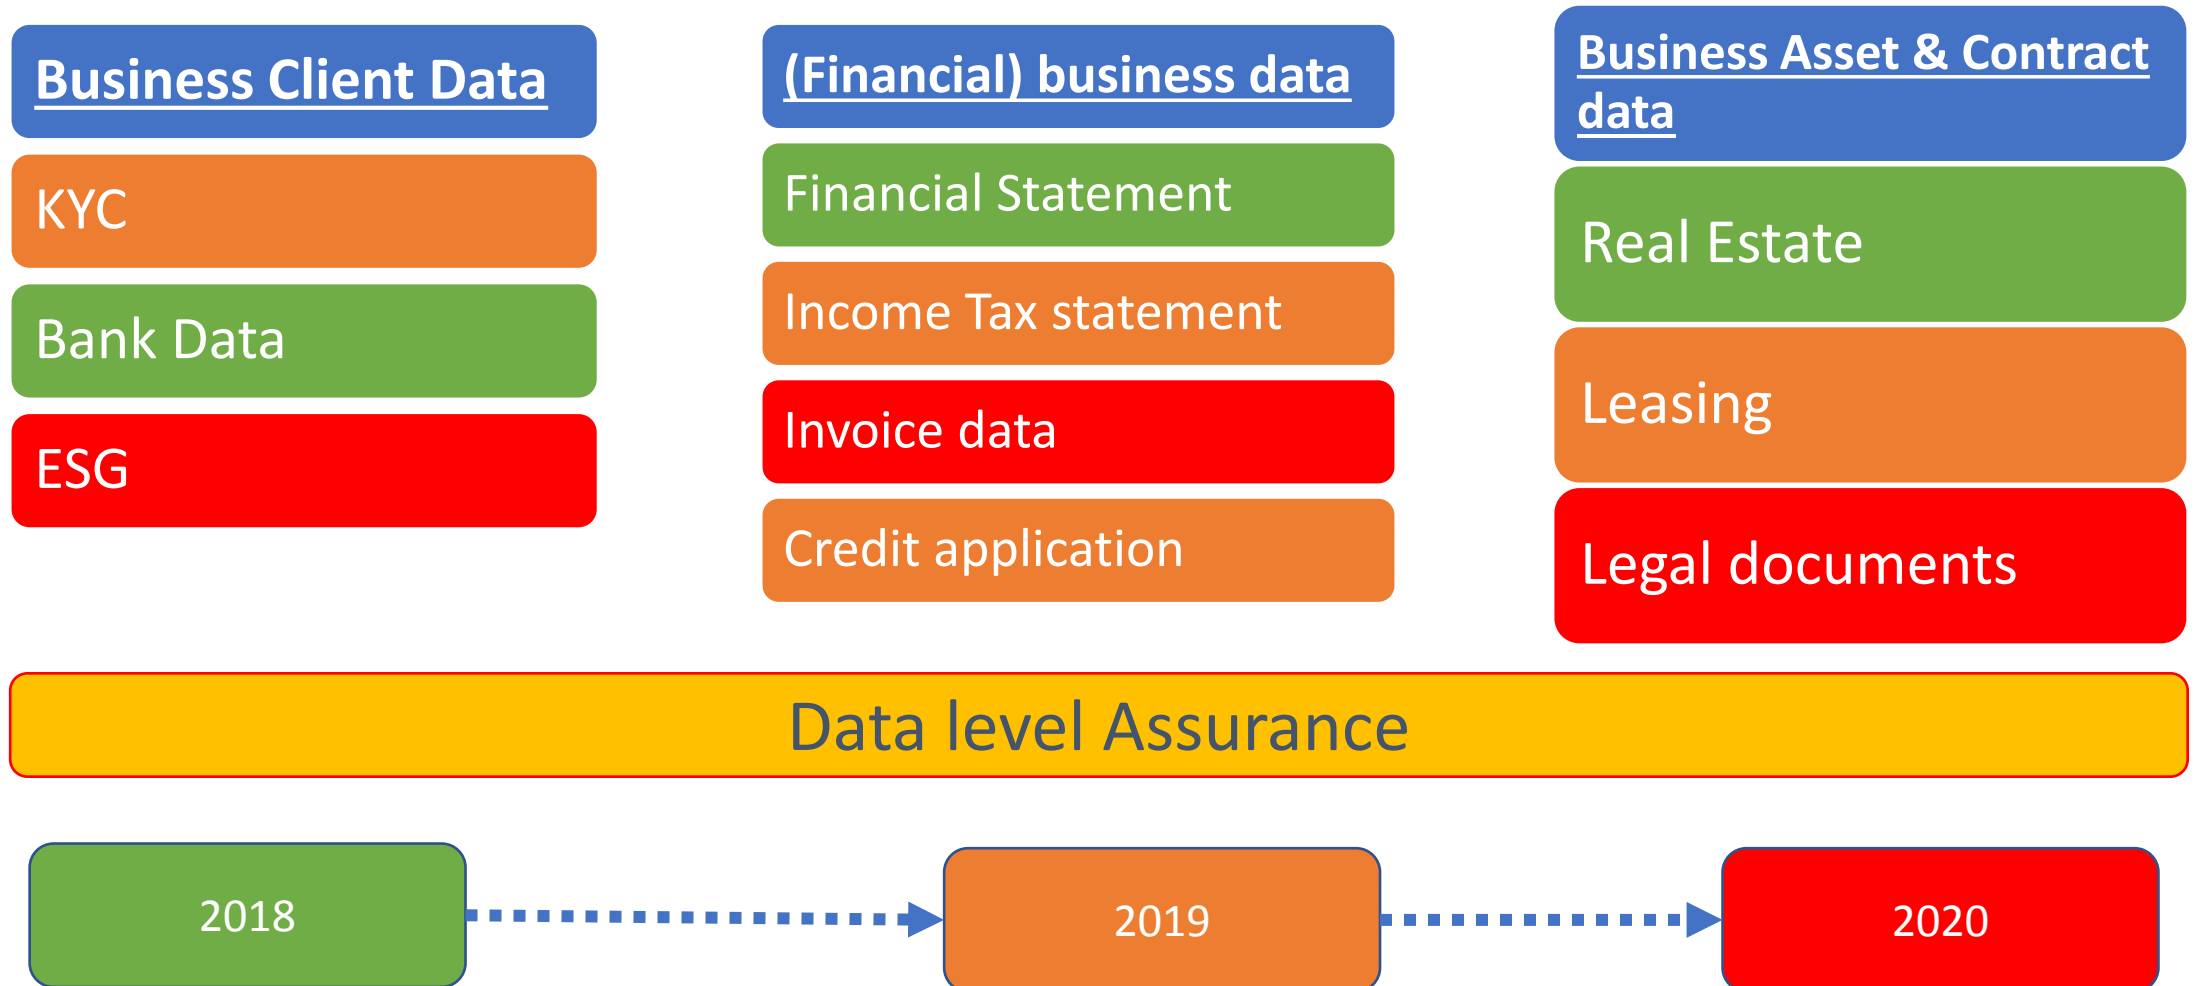 Business Client Data
KYC
Bank Data
ESG
(Financial) business data
Financial Statement
Income Tax statement
Invoice data
Credit application
Business Asset & Contract
data
Real Estate
Leasing
Legal documents
Data level Assurance
2018
2019
2020